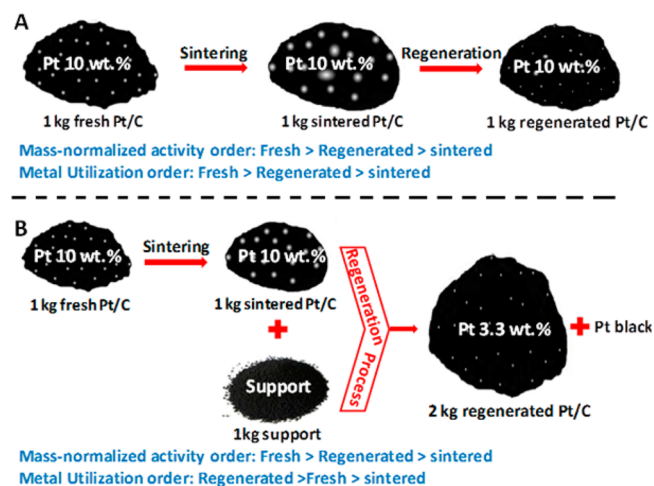 A
Sintering
Regeneration
Pt 10 wt.%
Pt 10 wt.%
Pt 10 wt.%
1 kg fresh Pt/C
1 kg sintered Pt/C
1 kg regenerated Pt/C
Mass-normalized activity order: Fresh > Regenerated > sintered
Metal Utilization order: Fresh > Regenerated > sintered
B
Sintering
Pt 10 wt.%
Pt 10 wt.%
1 kg fresh Pt/C
1 kg sintered Pt/C
+
Support
1kg support
Regeneration
Process
Pt 3.3 wt.%
+ Pt black
2 kg regenerated Pt/C
Mass-normalized activity order: Fresh > Regenerated > sintered
Metal Utilization order: Regenerated >Fresh > sintered